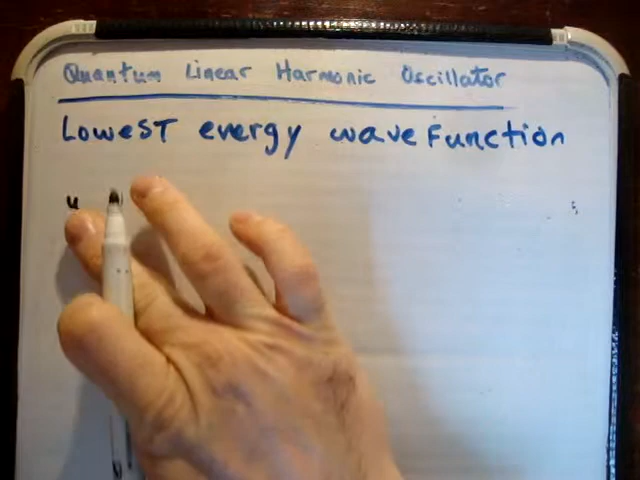 Quantum Linear Harmonic Oscillator
Lowest energy wave Function
u